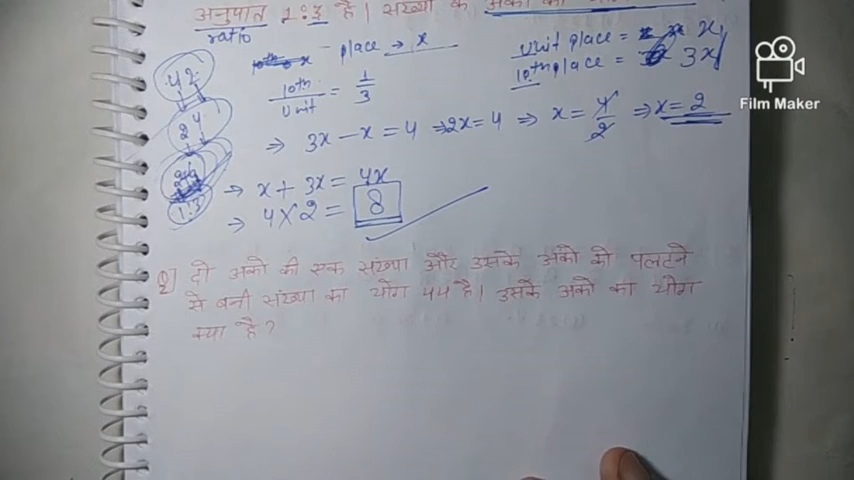 अनुपात 1:3 है। संख्या के अंकों का
ratio
place → x
unit place = x
10th place = 3x
10th / unit = 1/3
42
24
1:3
⇒ 3x - x = 4 ⇒ 2x = 4 ⇒ x = 4/2 ⇒ x = 2
→ x + 3x = 4x
→ 4 x 2 = 8
Q] दो अंको की एक संख्या और उसके अंको को पलटने
से बनी संख्या का योग 44 है। उसके अंको का योग
क्या है?
Film Maker